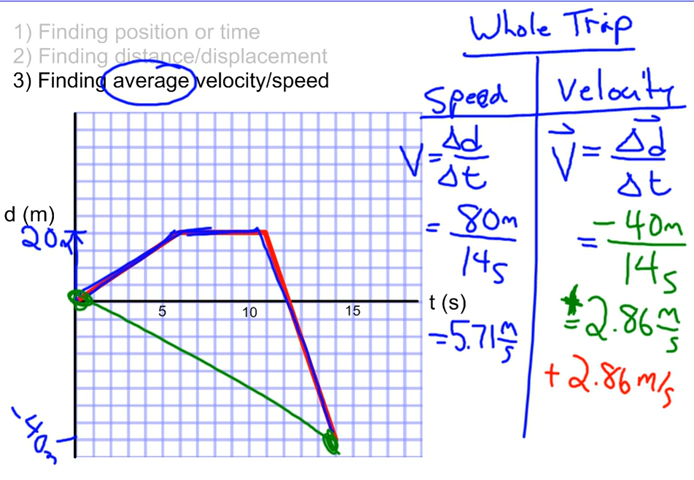 1) Finding position or time
2) Finding distance/displacement
3) Finding average velocity/speed
Whole Trip
Speed
V = Δd/Δt
= 80m/14s
= 5.71 m/s
Velocity
V⃗ = Δd⃗/Δt
= -40m/14s
= 2.86 m/s
+ 2.86 m/s
d (m)
20m
5
10
15
t (s)
-40m